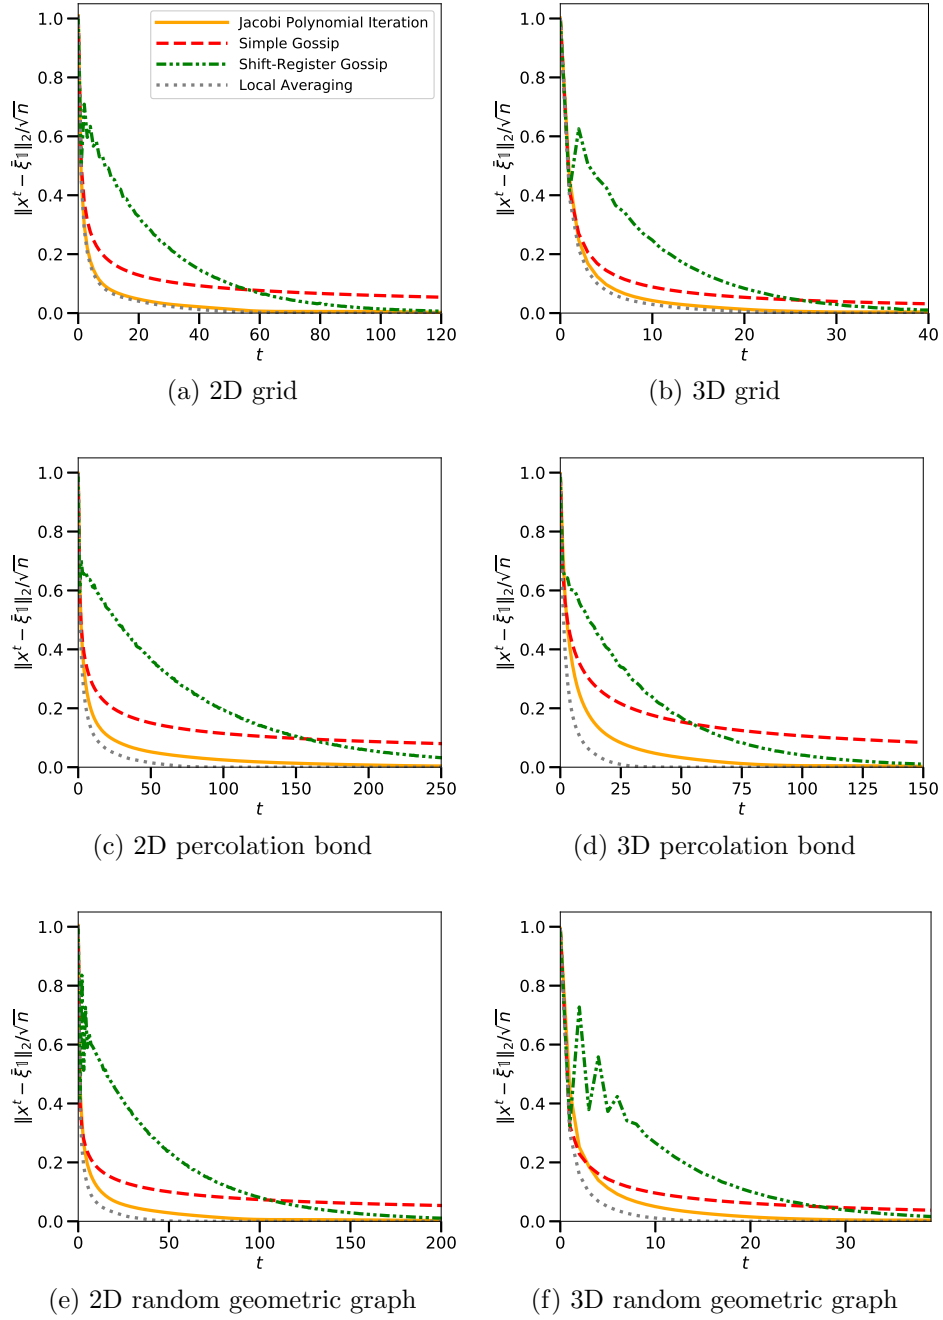 Jacobi Polynomial Iteration
Simple Gossip
Shift-Register Gossip
Local Averaging
1.0
0.8
0.6
0.4
0.2
0.0
‖x^t − ξ̄𝟙‖₂/√n
0 20 40 60 80 100 120
t
(a) 2D grid
1.0
0.8
0.6
0.4
0.2
0.0
‖x^t − ξ̄𝟙‖₂/√n
0 10 20 30 40
t
(b) 3D grid
1.0
0.8
0.6
0.4
0.2
0.0
‖x^t − ξ̄𝟙‖₂/√n
0 50 100 150 200 250
t
(c) 2D percolation bond
1.0
0.8
0.6
0.4
0.2
0.0
‖x^t − ξ̄𝟙‖₂/√n
0 25 50 75 100 125 150
t
(d) 3D percolation bond
1.0
0.8
0.6
0.4
0.2
0.0
‖x^t − ξ̄𝟙‖₂/√n
0 50 100 150 200
t
(e) 2D random geometric graph
1.0
0.8
0.6
0.4
0.2
0.0
‖x^t − ξ̄𝟙‖₂/√n
0 10 20 30
t
(f) 3D random geometric graph